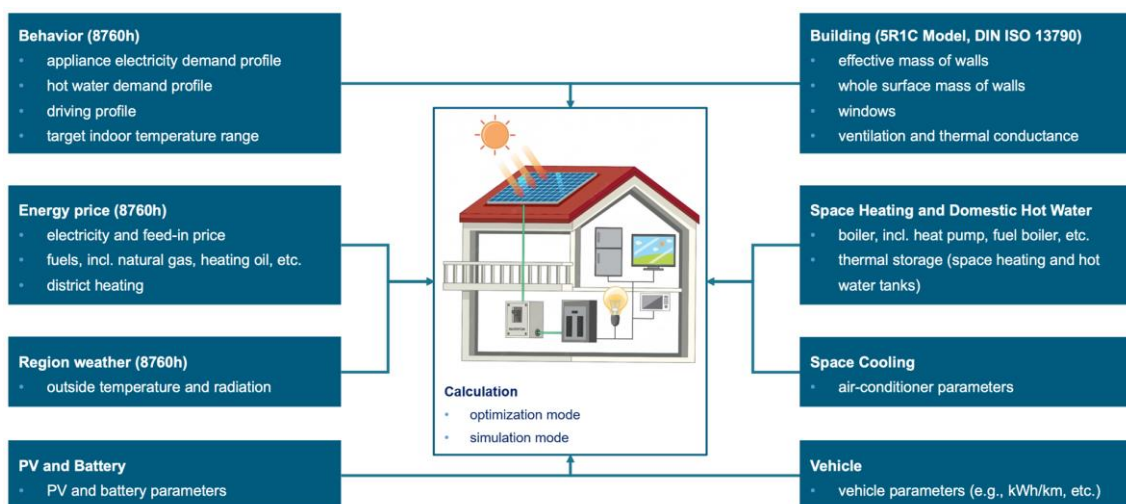 Behavior (8760h)
• appliance electricity demand profile
• hot water demand profile
• driving profile
• target indoor temperature range
Energy price (8760h)
• electricity and feed-in price
• fuels, incl. natural gas, heating oil, etc.
• district heating
Region weather (8760h)
• outside temperature and radiation
PV and Battery
• PV and battery parameters
Calculation
• optimization mode
• simulation mode
Building (5R1C Model, DIN ISO 13790)
• effective mass of walls
• whole surface mass of walls
• windows
• ventilation and thermal conductance
Space Heating and Domestic Hot Water
• boiler, incl. heat pump, fuel boiler, etc.
• thermal storage (space heating and hot
water tanks)
Space Cooling
• air-conditioner parameters
Vehicle
• vehicle parameters (e.g., kWh/km, etc.)